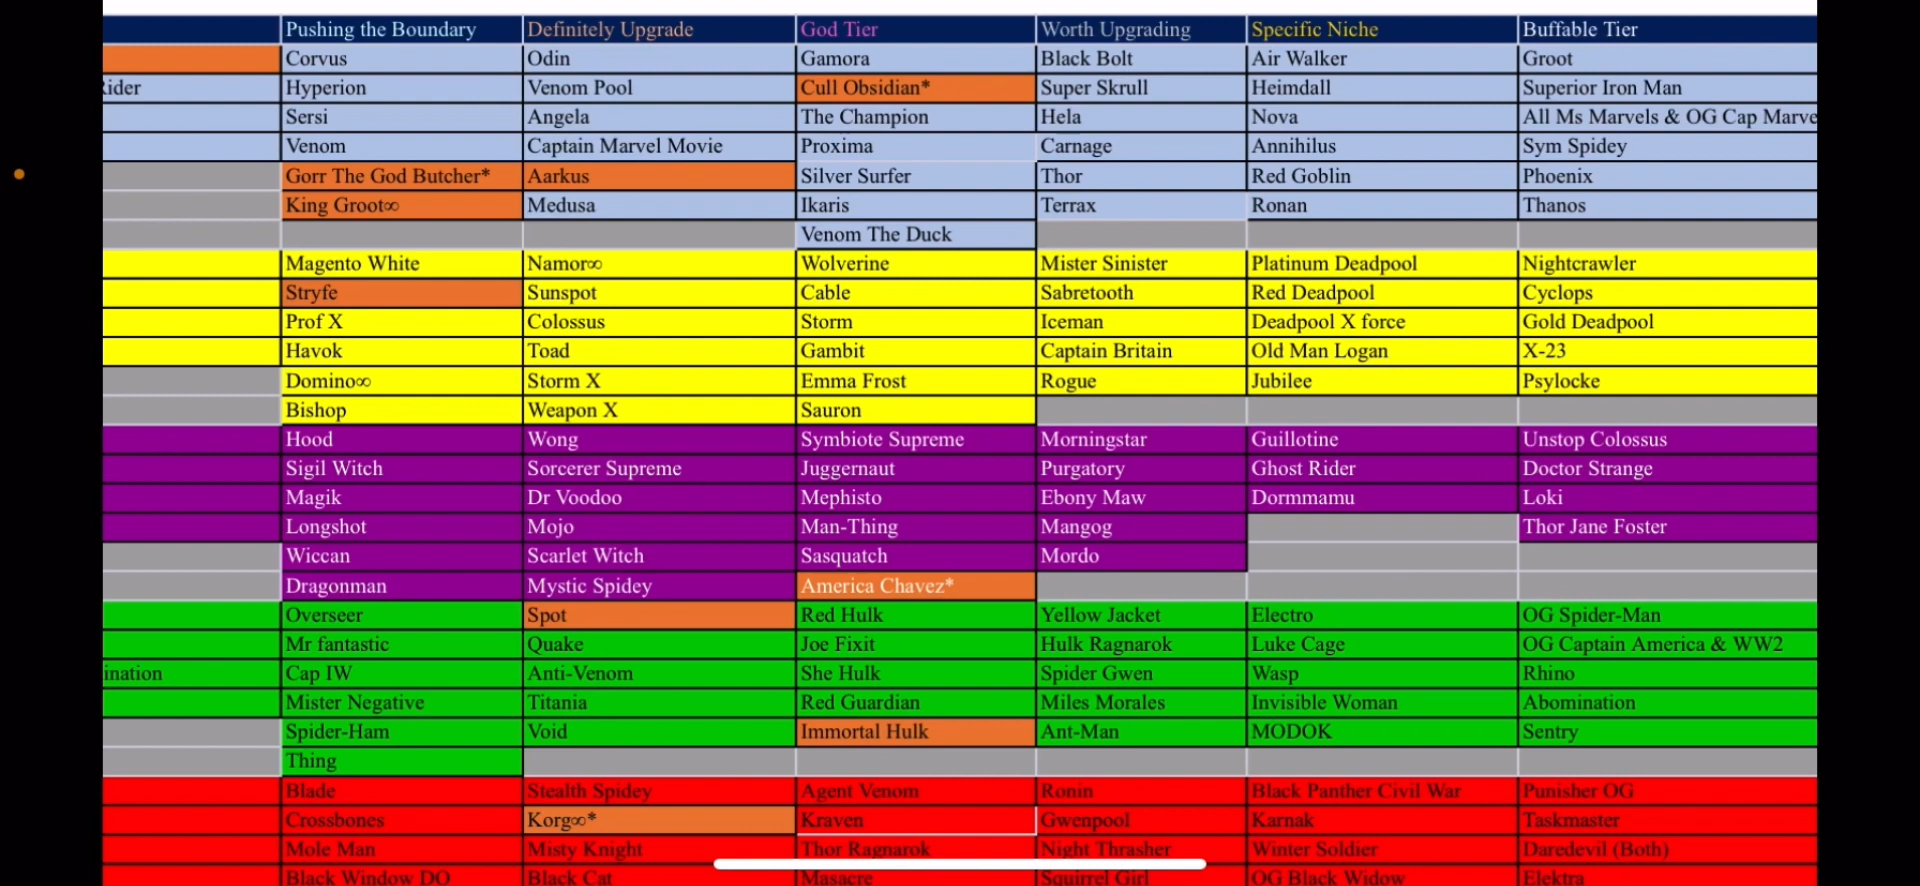 Pushing the Boundary Definitely Upgrade God Tier Worth Upgrading Specific Niche Buffable Tier
Corvus Odin Gamora Black Bolt Air Walker Groot
Rider Hyperion Venom Pool Cull Obsidian* Super Skrull Heimdall Superior Iron Man
Sersi Angela The Champion Hela Nova All Ms Marvels & OG Cap Marve
Venom Captain Marvel Movie Proxima Carnage Annihilus Sym Spidey
Gorr The God Butcher* Aarkus Silver Surfer Thor Red Goblin Phoenix
King Groot∞ Medusa Ikaris Terrax Ronan Thanos
Venom The Duck
Magento White Namor∞ Wolverine Mister Sinister Platinum Deadpool Nightcrawler
Stryfe Sunspot Cable Sabretooth Red Deadpool Cyclops
Prof X Colossus Storm Iceman Deadpool X force Gold Deadpool
Havok Toad Gambit Captain Britain Old Man Logan X-23
Domino∞ Storm X Emma Frost Rogue Jubilee Psylocke
Bishop Weapon X Sauron
Hood Wong Symbiote Supreme Morningstar Guillotine Unstop Colossus
Sigil Witch Sorcerer Supreme Juggernaut Purgatory Ghost Rider Doctor Strange
Magik Dr Voodoo Mephisto Ebony Maw Dormmamu Loki
Longshot Mojo Man-Thing Mangog Thor Jane Foster
Wiccan Scarlet Witch Sasquatch Mordo
Dragonman Mystic Spidey America Chavez*
Overseer Spot Red Hulk Yellow Jacket Electro OG Spider-Man
Mr fantastic Quake Joe Fixit Hulk Ragnarok Luke Cage OG Captain America & WW2
ination Cap IW Anti-Venom She Hulk Spider Gwen Wasp Rhino
Mister Negative Titania Red Guardian Miles Morales Invisible Woman Abomination
Spider-Ham Void Immortal Hulk Ant-Man MODOK Sentry
Thing
Blade Stealth Spidey Agent Venom Ronin Black Panther Civil War Punisher OG
Crossbones Korg∞* Kraven Gwenpool Karnak Taskmaster
Mole Man Misty Knight Thor Ragnarok Night Thrasher Winter Soldier Daredevil (Both)
Black Window DO Black Cat Masacre Squirrel Girl OG Black Widow Elektra